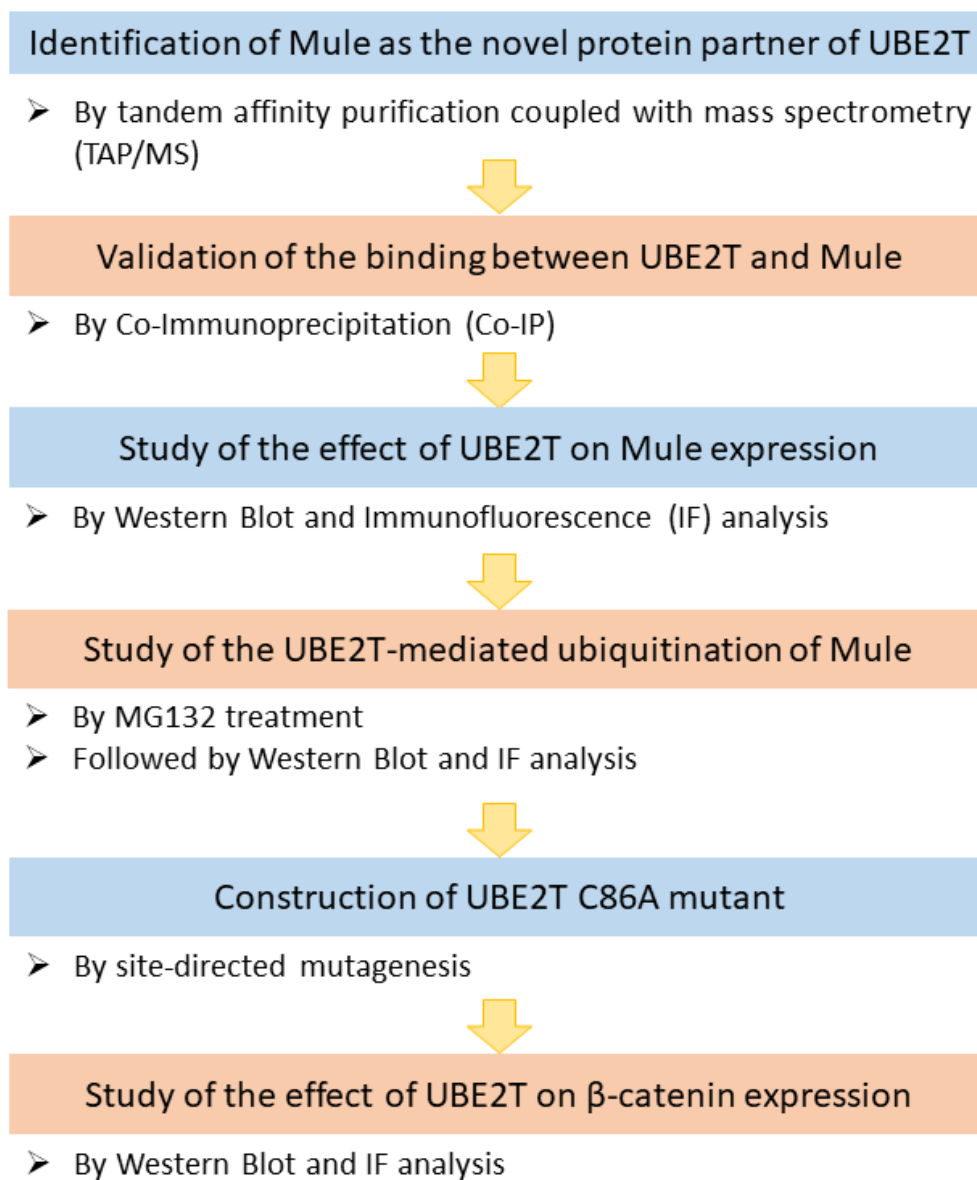 Identification of Mule as the novel protein partner of UBE2T
➤ By tandem affinity purification coupled with mass spectrometry
(TAP/MS)
Validation of the binding between UBE2T and Mule
➤ By Co-Immunoprecipitation (Co-IP)
Study of the effect of UBE2T on Mule expression
➤ By Western Blot and Immunofluorescence (IF) analysis
Study of the UBE2T-mediated ubiquitination of Mule
➤ By MG132 treatment
➤ Followed by Western Blot and IF analysis
Construction of UBE2T C86A mutant
➤ By site-directed mutagenesis
Study of the effect of UBE2T on β-catenin expression
➤ By Western Blot and IF analysis